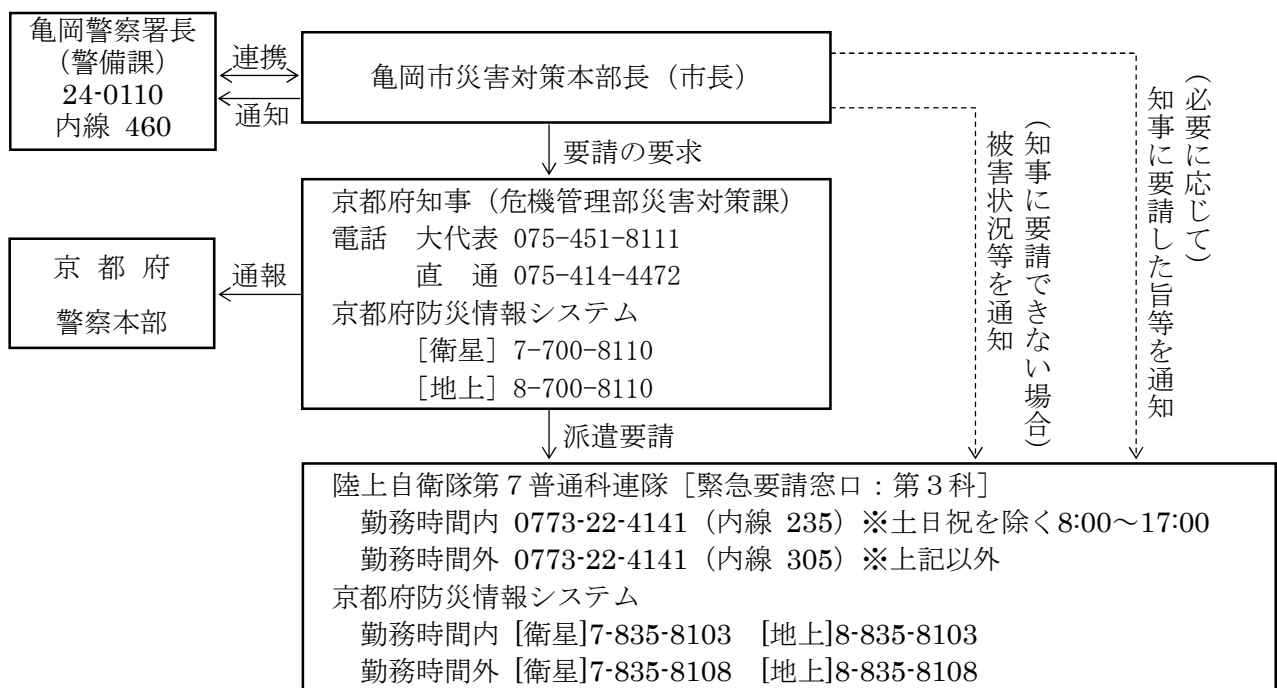 亀岡警察署長
(警備課)
24-0110
内線 460
連携
通知
亀岡市災害対策本部長(市長)
要請の要求
京都府知事(危機管理部災害対策課)
電話 大代表 075-451-8111
直 通 075-414-4472
京都府防災情報システム
[衛星] 7-700-8110
[地上] 8-700-8110
京 都 府
警察本部
通報
派遣要請
(必要に応じて)
知事に要請した旨等を通知
(知事に要請できない場合)
被害状況等を通知
陸上自衛隊第7普通科連隊[緊急要請窓口:第3科]
勤務時間内 0773-22-4141(内線 235)※土日祝を除く8:00~17:00
勤務時間外 0773-22-4141(内線 305)※上記以外
京都府防災情報システム
勤務時間内 [衛星]7-835-8103 [地上]8-835-8103
勤務時間外 [衛星]7-835-8108 [地上]8-835-8108